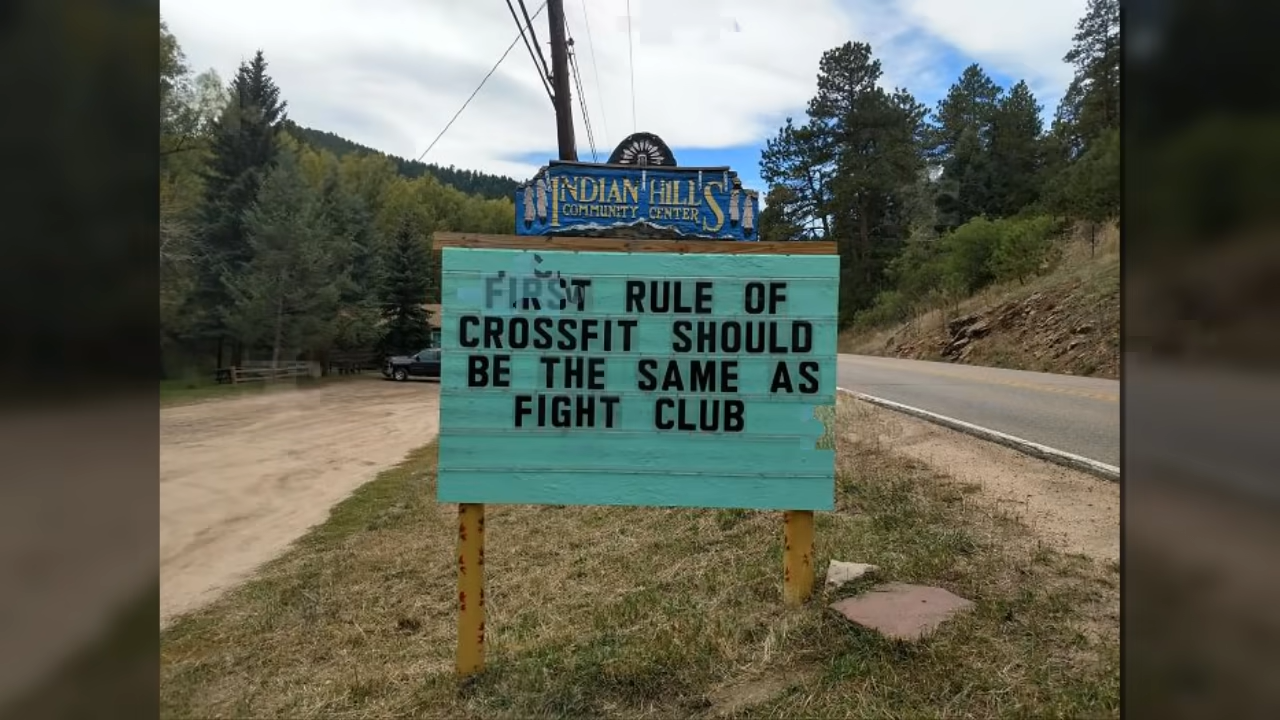 INDIAN HILLS
COMMUNITY CENTER
FIRST RULE OF
CROSSFIT SHOULD
BE THE SAME AS
FIGHT CLUB